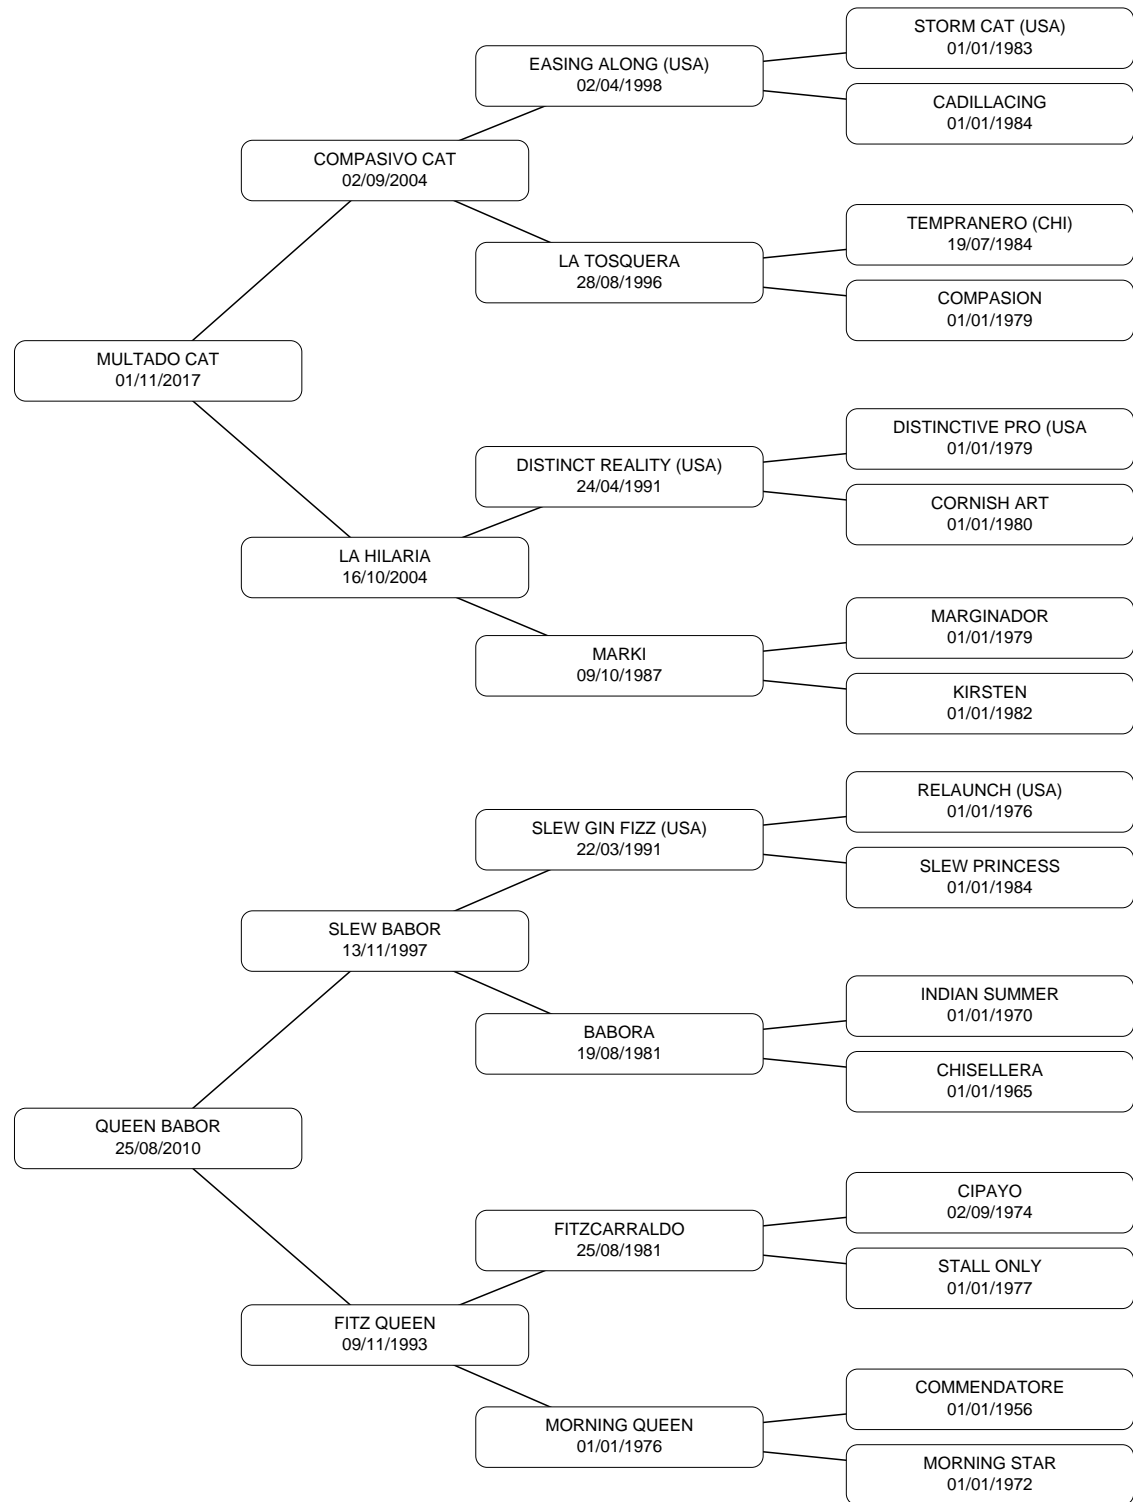 STORM CAT (USA)
01/01/1983
EASING ALONG (USA)
02/04/1998
CADILLACING
01/01/1984
COMPASIVO CAT
02/09/2004
TEMPRANERO (CHI)
19/07/1984
LA TOSQUERA
28/08/1996
COMPASION
01/01/1979
MULTADO CAT
01/11/2017
DISTINCTIVE PRO (USA
01/01/1979
DISTINCT REALITY (USA)
24/04/1991
CORNISH ART
01/01/1980
LA HILARIA
16/10/2004
MARGINADOR
01/01/1979
MARKI
09/10/1987
KIRSTEN
01/01/1982
RELAUNCH (USA)
01/01/1976
SLEW GIN FIZZ (USA)
22/03/1991
SLEW PRINCESS
01/01/1984
SLEW BABOR
13/11/1997
INDIAN SUMMER
01/01/1970
BABORA
19/08/1981
CHISELLERA
01/01/1965
QUEEN BABOR
25/08/2010
CIPAYO
02/09/1974
FITZCARRALDO
25/08/1981
STALL ONLY
01/01/1977
FITZ QUEEN
09/11/1993
COMMENDATORE
01/01/1956
MORNING QUEEN
01/01/1976
MORNING STAR
01/01/1972